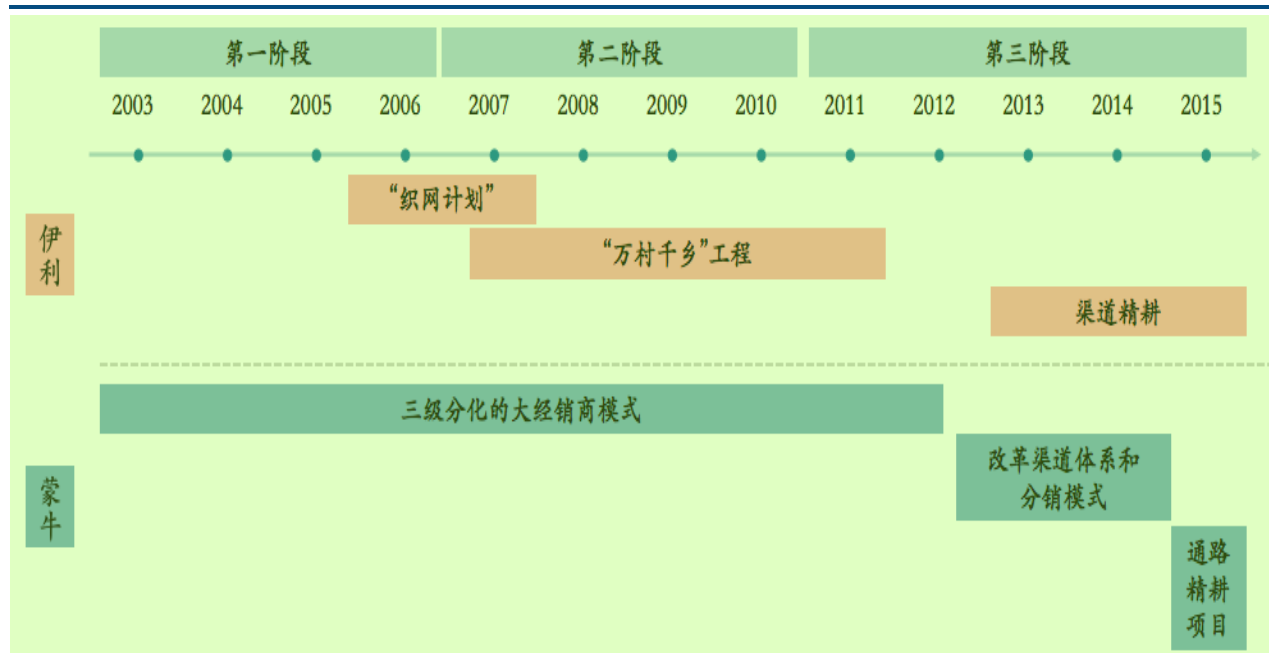 第一阶段 第二阶段 第三阶段
2003 2004 2005 2006 2007 2008 2009 2010 2011 2012 2013 2014 2015
“织网计划”
伊利
“万村千乡”工程
渠道精耕
三级分化的大经销商模式
蒙牛
改革渠道体系和
分销模式
通路
精耕
项目